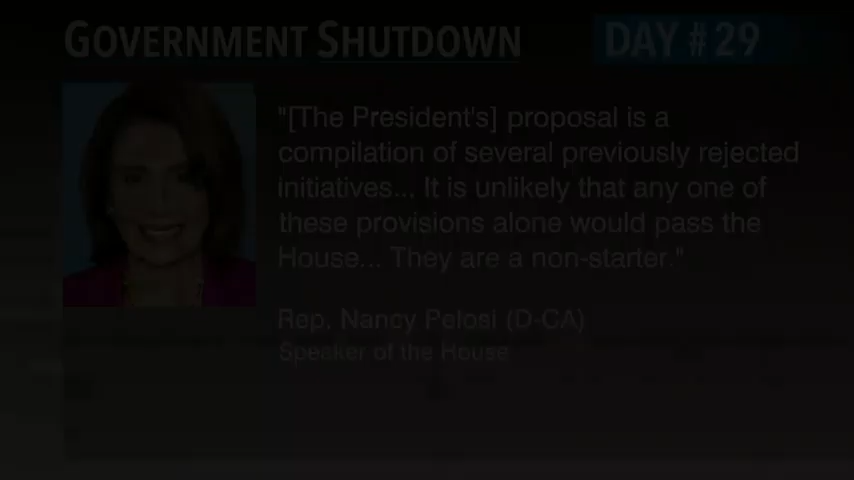 GOVERNMENT SHUTDOWN
DAY # 29
"[The President's] proposal is a
compilation of several previously rejected
initiatives... It is unlikely that any one of
these provisions alone would pass the
House... They are a non-starter."
Rep. Nancy Pelosi (D-CA)
Speaker of the House